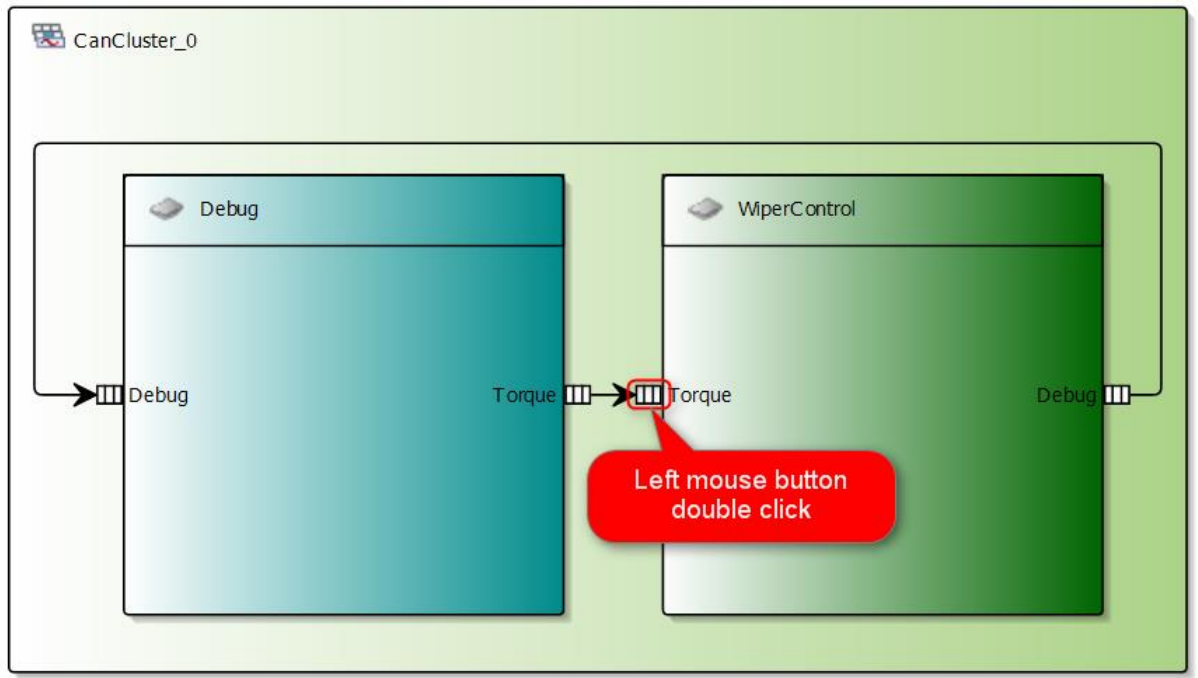 CanCluster_0
Debug
WiperControl
Debug
Torque
Torque
Debug
Left mouse button
double click